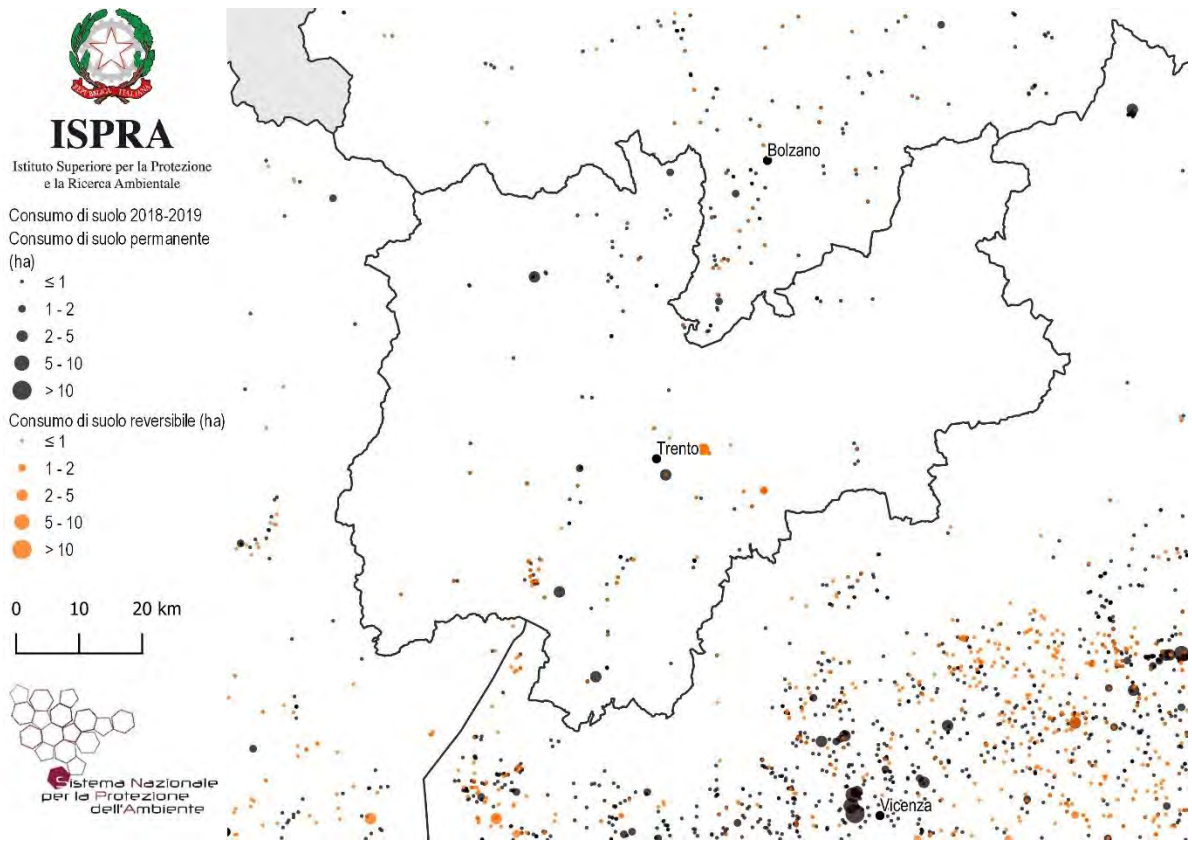 REPVBBLICA ITALIANA
ISPRA
Istituto Superiore per la Protezione
e la Ricerca Ambientale
Consumo di suolo 2018-2019
Consumo di suolo permanente
(ha)
≤ 1
1 - 2
2 - 5
5 - 10
> 10
Consumo di suolo reversibile (ha)
≤ 1
1 - 2
2 - 5
5 - 10
> 10
0 10 20 km
Sistema Nazionale
per la Protezione
dell'Ambiente
Bolzano
Trento
Vicenza